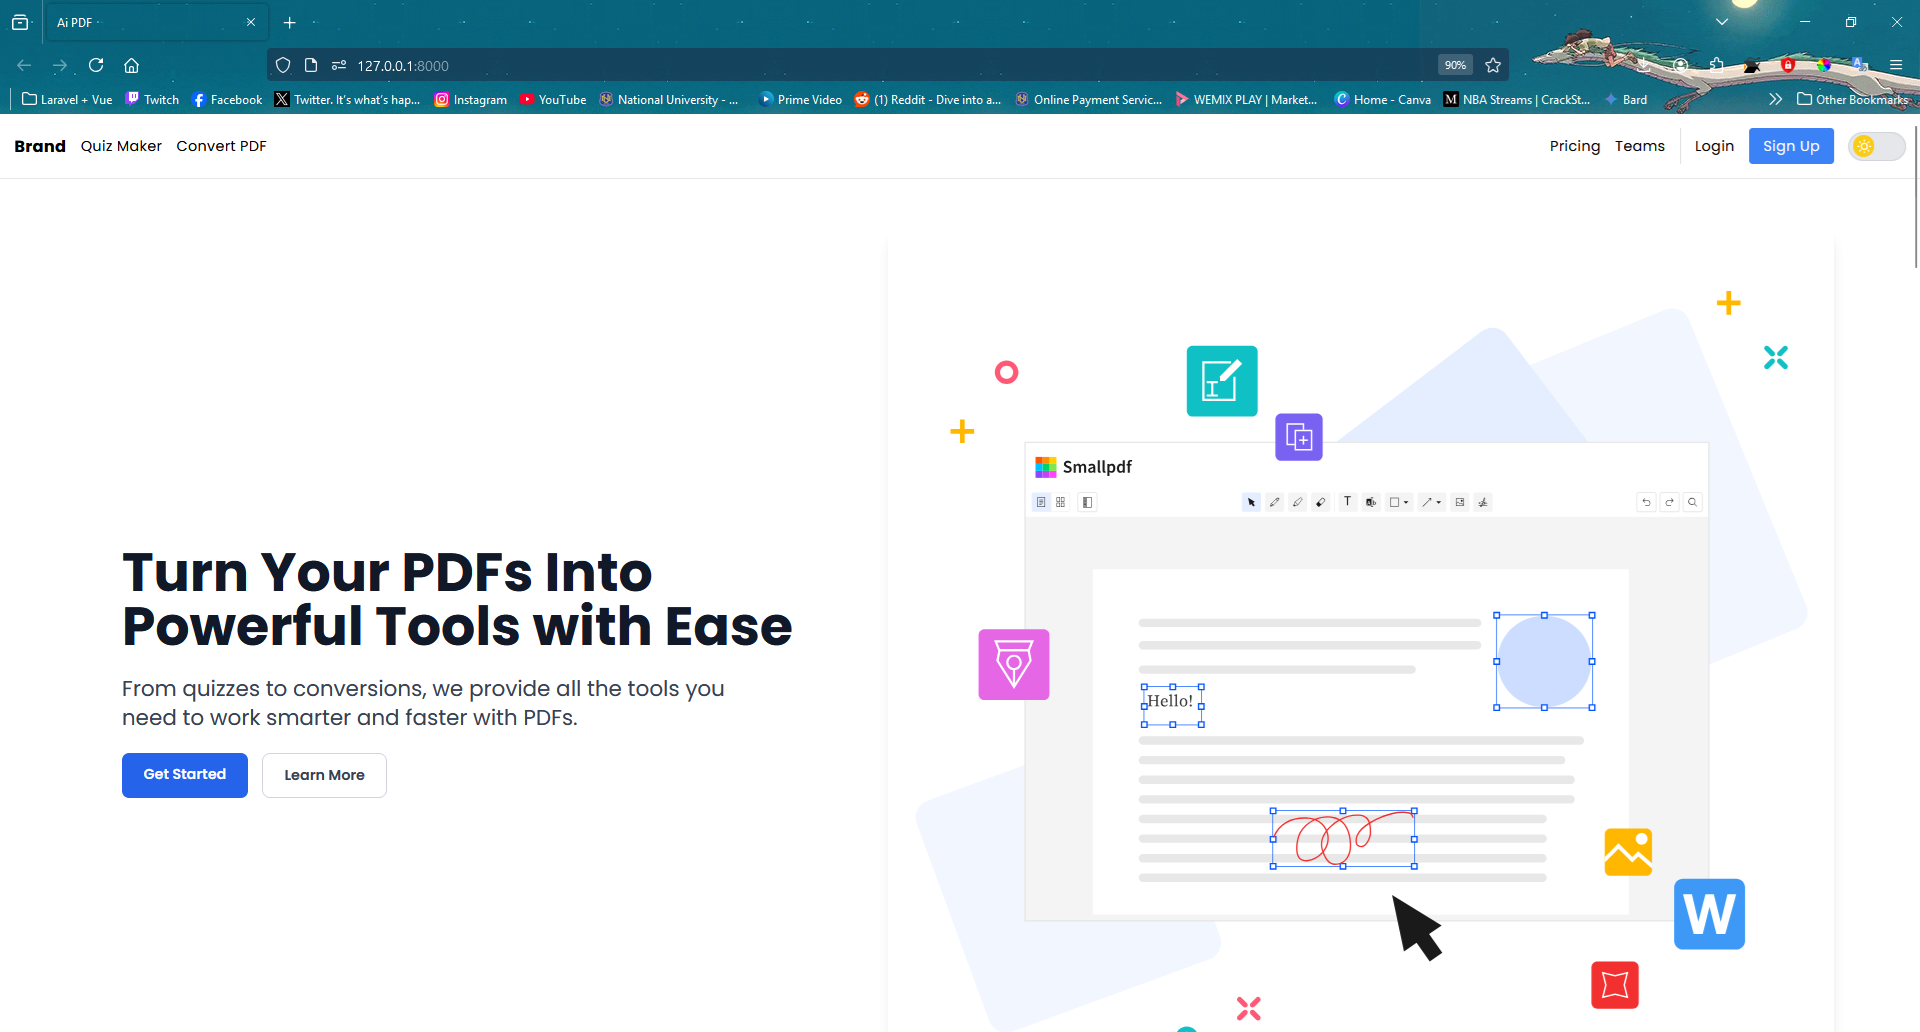 Ai PDF
127.0.0.1:8000
90%
Laravel + Vue
Twitch
Facebook
Twitter. It's what's hap...
Instagram
YouTube
National University - ...
Prime Video
(1) Reddit - Dive into a...
Online Payment Servic...
WEMIX PLAY | Market...
Home - Canva
M NBA Streams | CrackSt...
Bard
Other Bookmarks
Brand
Quiz Maker
Convert PDF
Pricing
Teams
Login
Sign Up
Smallpdf
T
Turn Your PDFs Into
Powerful Tools with Ease
From quizzes to conversions, we provide all the tools you
need to work smarter and faster with PDFs.
Get Started
Learn More
Hello!
W